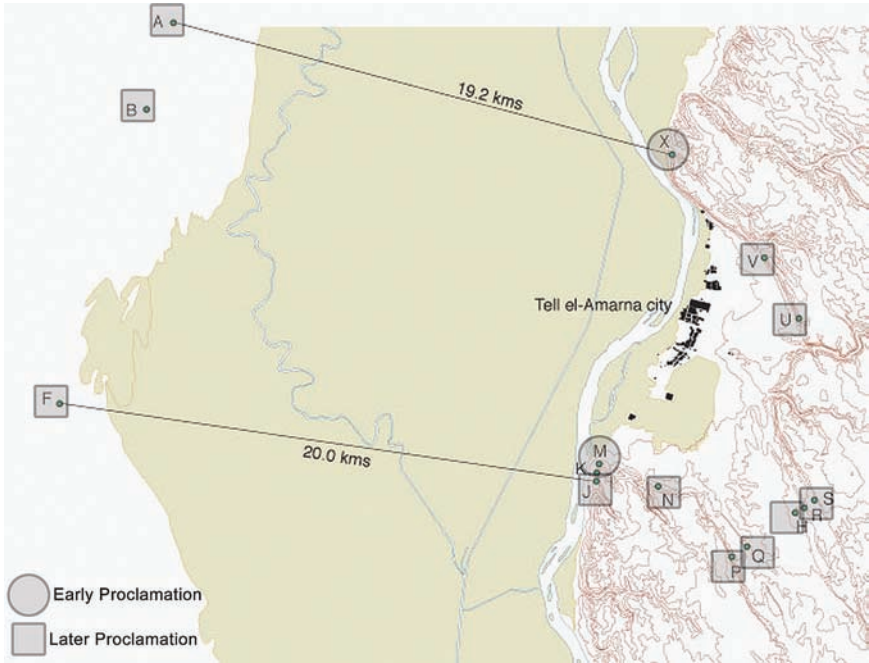 A
19.2 kms
B
X
V
Tell el-Amarna city
U
F
20.0 kms
M
K
J
N
S
R
H
Q
P
Early Proclamation
Later Proclamation